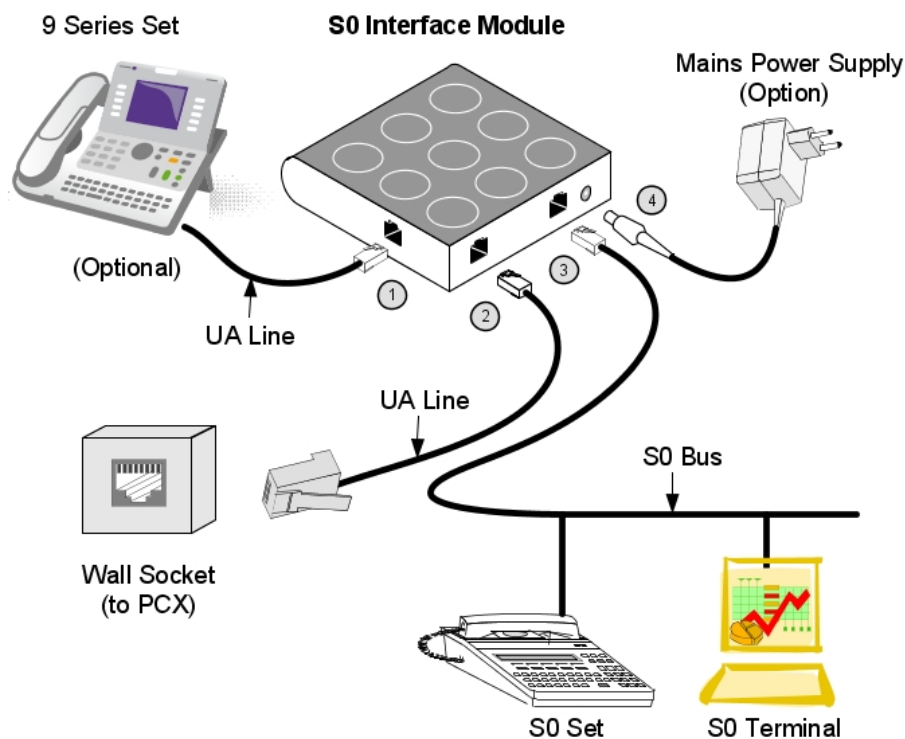 9 Series Set
S0 Interface Module
Mains Power Supply
(Option)
4
(Optional)
3
1
2
UA Line
UA Line
S0 Bus
Wall Socket
(to PCX)
S0 Set
S0 Terminal